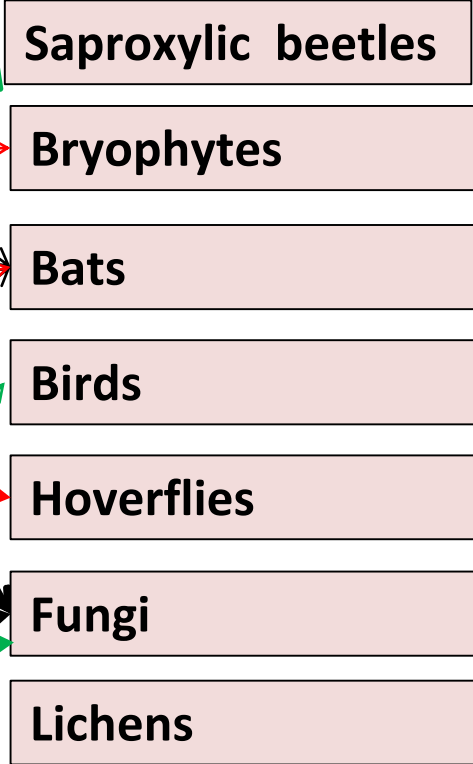 Saproxylic beetles
Bryophytes
Bats
Birds
Hoverflies
Fungi
Lichens